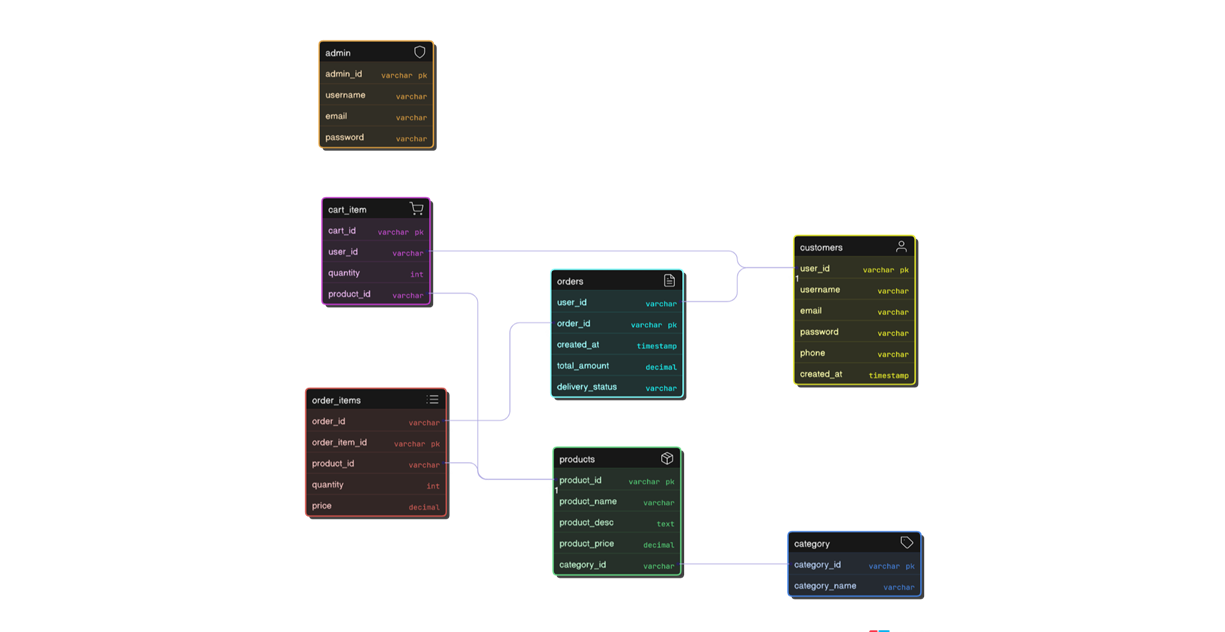 admin
admin_id varchar pk
username varchar
email varchar
password varchar
cart_item
cart_id varchar pk
user_id varchar
quantity int
product_id varchar
customers
user_id varchar pk
1
username varchar
email varchar
password varchar
phone varchar
created_at timestamp
orders
user_id varchar
order_id varchar pk
created_at timestamp
total_amount decimal
delivery_status varchar
order_items
order_id varchar
order_item_id varchar pk
product_id varchar
quantity int
price decimal
products
product_id varchar pk
1
product_name varchar
product_desc text
product_price decimal
category_id varchar
category
category_id varchar pk
category_name varchar